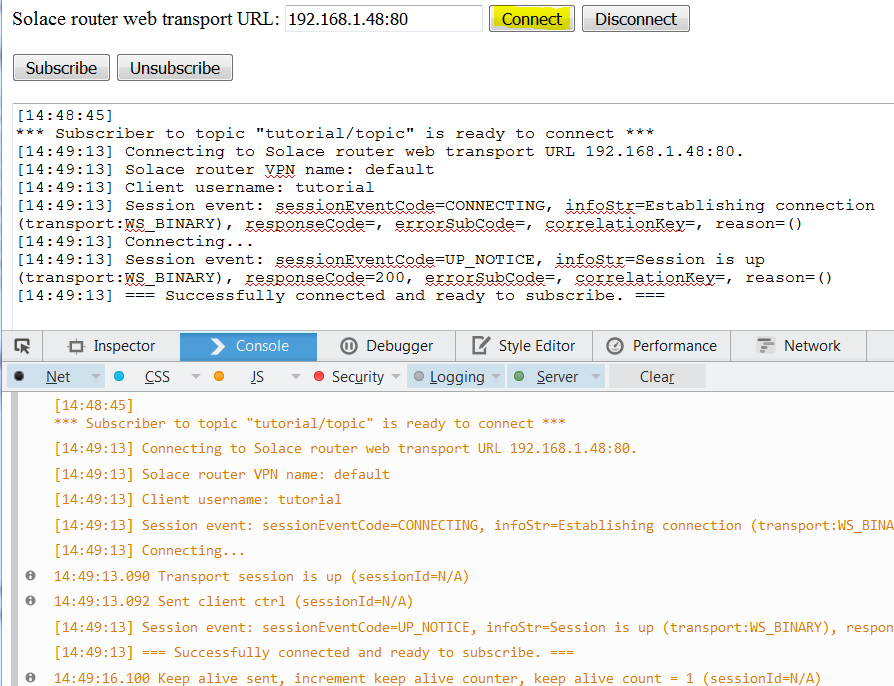 Solace router web transport URL: 192.168.1.48:80 Connect Disconnect
Subscribe Unsubscribe
[14:48:45]
*** Subscriber to topic "tutorial/topic" is ready to connect ***
[14:49:13] Connecting to Solace router web transport URL 192.168.1.48:80.
[14:49:13] Solace router VPN name: default
[14:49:13] Client username: tutorial
[14:49:13] Session event: sessionEventCode=CONNECTING, infoStr=Establishing connection
(transport:WS_BINARY), responseCode=, errorSubCode=, correlationKey=, reason=()
[14:49:13] Connecting...
[14:49:13] Session event: sessionEventCode=UP_NOTICE, infoStr=Session is up
(transport:WS_BINARY), responseCode=200, errorSubCode=, correlationKey=, reason=()
[14:49:13] === Successfully connected and ready to subscribe. ===
Inspector Console Debugger Style Editor Performance Network
Net CSS JS Security Logging Server Clear
[14:48:45]
*** Subscriber to topic "tutorial/topic" is ready to connect ***
[14:49:13] Connecting to Solace router web transport URL 192.168.1.48:80.
[14:49:13] Solace router VPN name: default
[14:49:13] Client username: tutorial
[14:49:13] Session event: sessionEventCode=CONNECTING, infoStr=Establishing connection (transport:WS_BINA
[14:49:13] Connecting...
14:49:13.090 Transport session is up (sessionId=N/A)
14:49:13.092 Sent client ctrl (sessionId=N/A)
[14:49:13] Session event: sessionEventCode=UP_NOTICE, infoStr=Session is up (transport:WS_BINARY), respon
[14:49:13] === Successfully connected and ready to subscribe. ===
14:49:16.100 Keep alive sent, increment keep alive counter, keep alive count = 1 (sessionId=N/A)